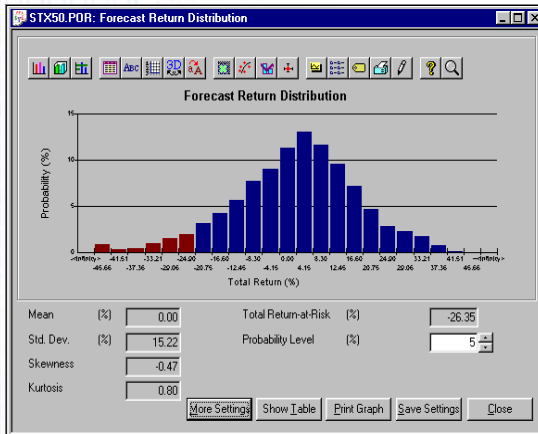 STX50.POR: Forecast Return Distribution
ABC 3D
Forecast Return Distribution
Probability (%)
15
10
5
0
-<Infinity>
-41.51 -33.21 -24.90 -16.60 -8.30 0.00 8.30 16.60 24.90 33.21 41.51
-45.66 -37.36 -29.06 -20.75 -12.45 -4.15 4.15 12.45 20.75 29.06 37.36 45.66
Total Return (%)
Mean (%) 0.00 Total Return-at-Risk (%) -26.35
Std. Dev. (%) 15.22 Probability Level (%) 5
Skewness -0.47
Kurtosis 0.80
More Settings Show Table Print Graph Save Settings Close